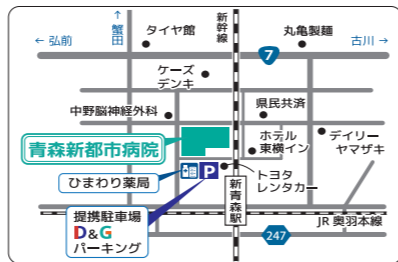 ↑蟹田
タイヤ館
新幹線
丸亀製麺
← 弘前
7
古川 →
ケーズ
デンキ
県民共済
中野脳神経外科
青森新都市病院
ホテル
東横イン
デイリー
ヤマザキ
ひまわり薬局
P
トヨタ
レンタカー
新青森駅
提携駐車場
D&G
パーキング
JR 奥羽本線
247